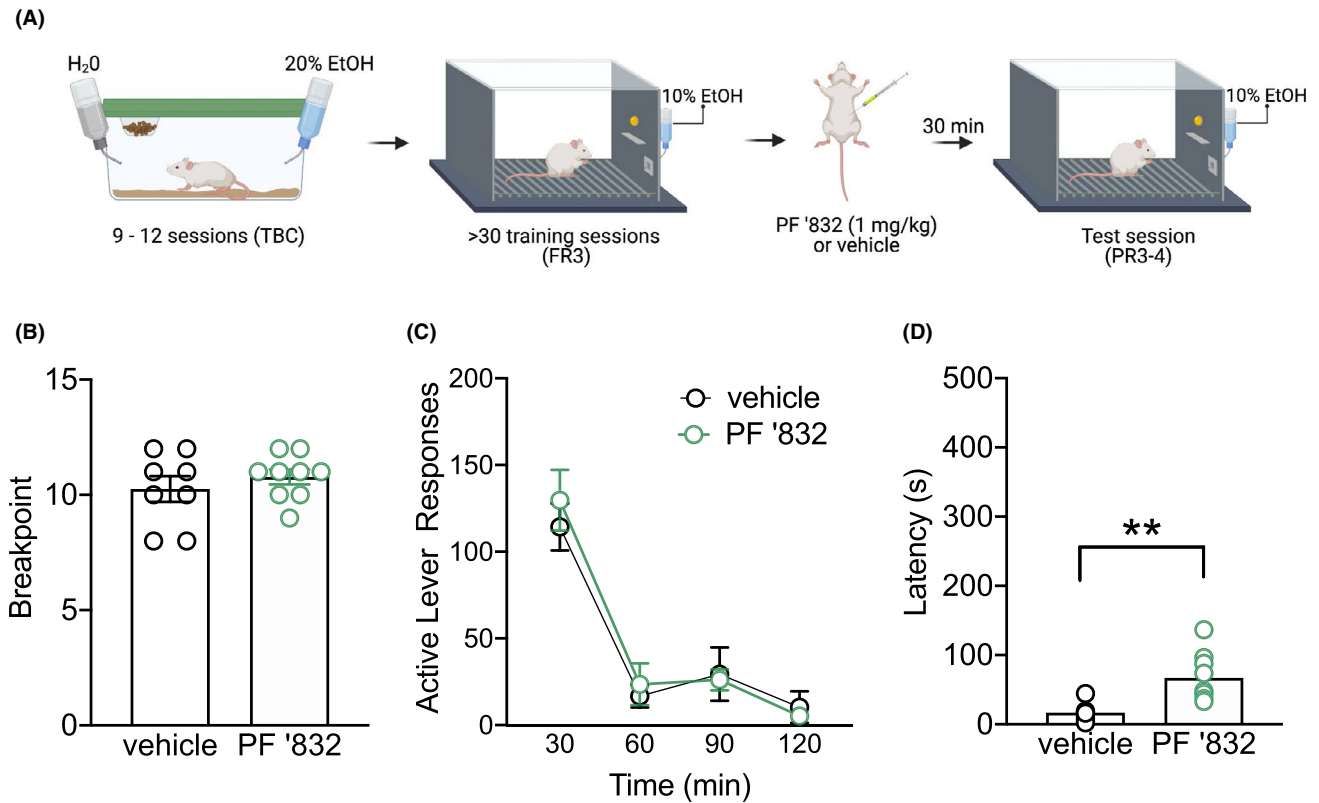 (A)
H₂0
20% EtOH
9 - 12 sessions (TBC)
10% EtOH
>30 training sessions
(FR3)
PF '832 (1 mg/kg)
or vehicle
30 min
10% EtOH
Test session
(PR3-4)
(B)
Breakpoint
15
10
5
0
vehicle
PF '832
(C)
Active Lever Responses
200
150
100
50
0
vehicle
PF '832
30
60
90
120
Time (min)
(D)
Latency (s)
500
400
300
200
100
0
**
vehicle
PF '832